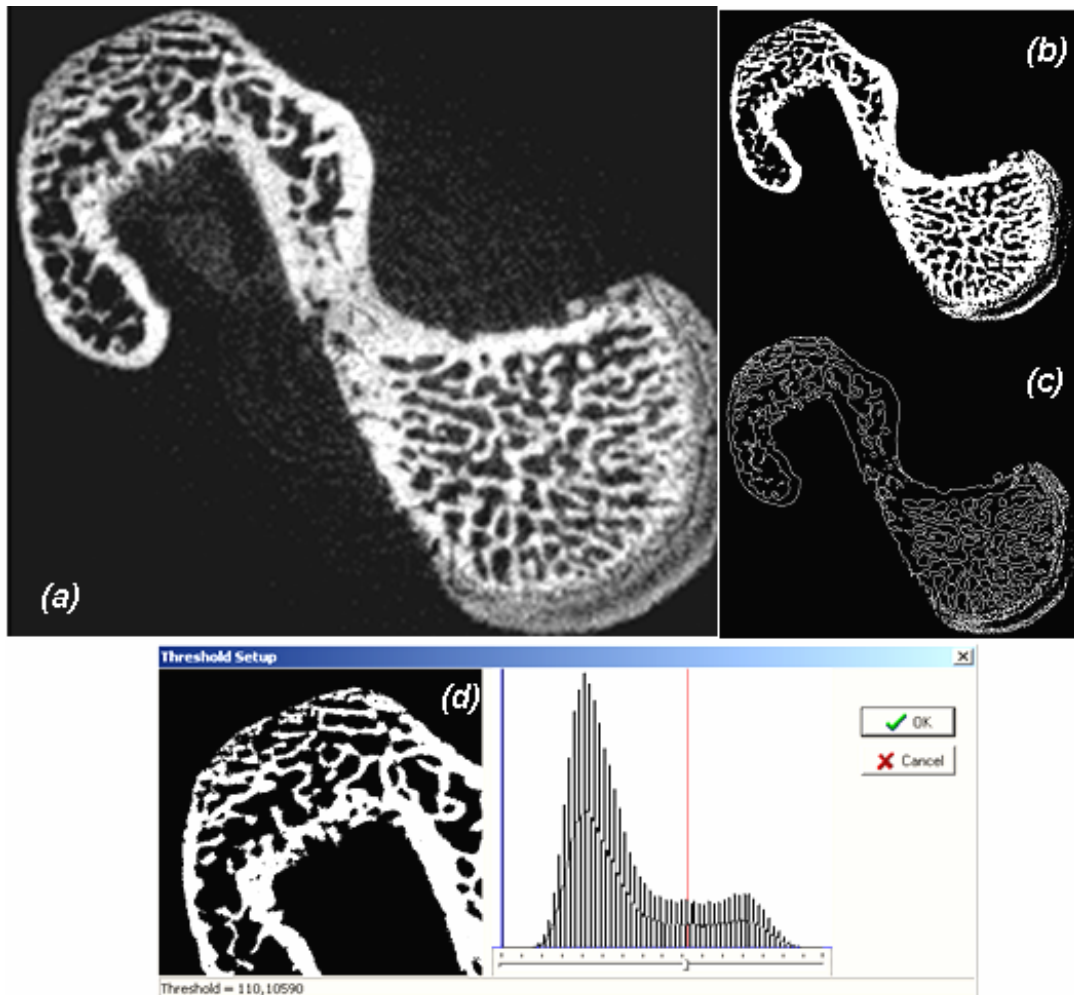 (b)
(c)
(a)
Threshold Setup
(d)
OK
Cancel
Threshold = 110,10590